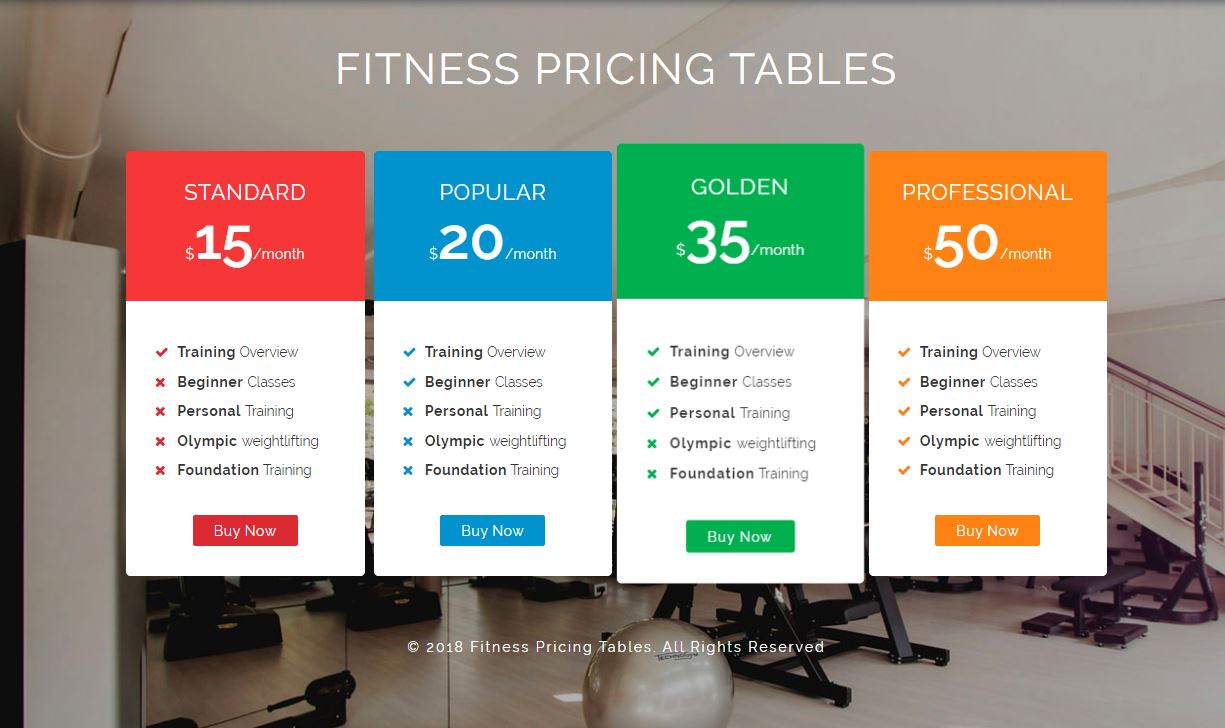 FITNESS PRICING TABLES
STANDARD
$15/month
Training Overview
Beginner Classes
Personal Training
Olympic weightlifting
Foundation Training
Buy Now
POPULAR
$20/month
Training Overview
Beginner Classes
Personal Training
Olympic weightlifting
Foundation Training
Buy Now
GOLDEN
$35/month
Training Overview
Beginner Classes
Personal Training
Olympic weightlifting
Foundation Training
Buy Now
PROFESSIONAL
$50/month
Training Overview
Beginner Classes
Personal Training
Olympic weightlifting
Foundation Training
Buy Now
© 2018 Fitness Pricing Tables. All Rights Reserved
TECHNOGYM